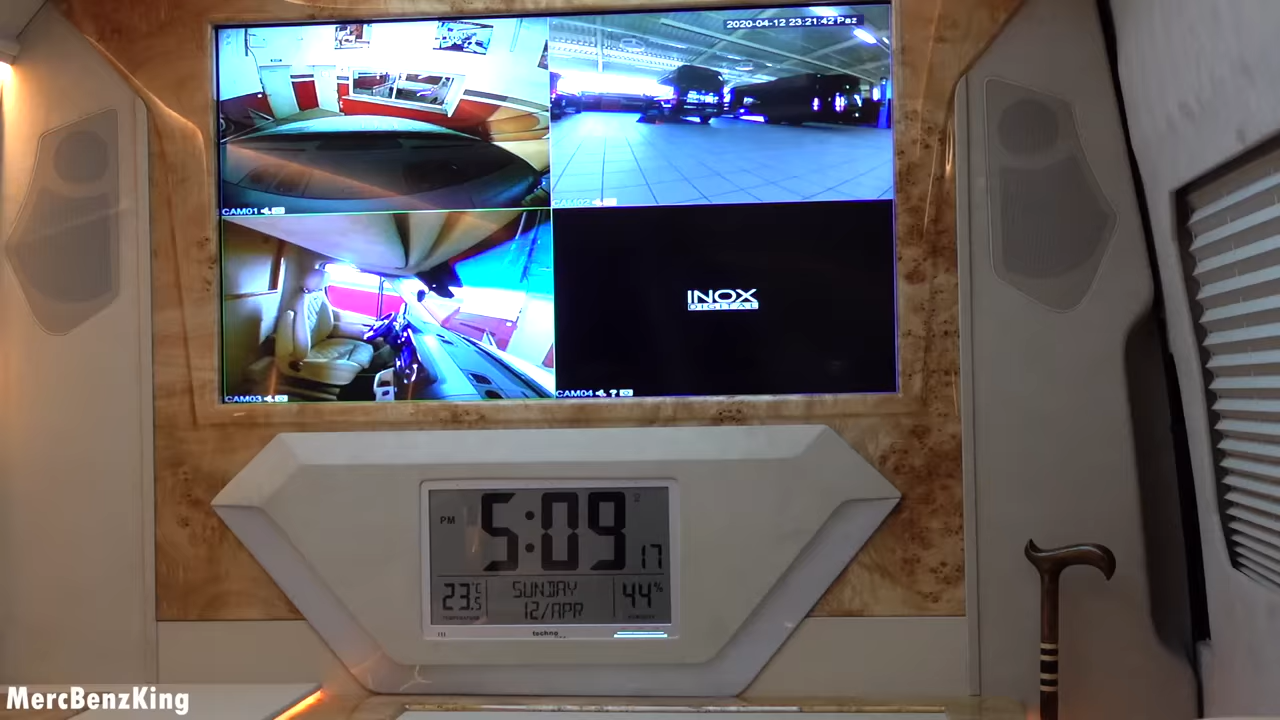 2020-04-12 23:21:42 Paz
CAM01
CAM02
INOX
DIGITAL
CAM03
CAM04 ?
PM 5:09 17
23.5 °C SUNDAY 44%
12/APR
techno
MercBenzKing